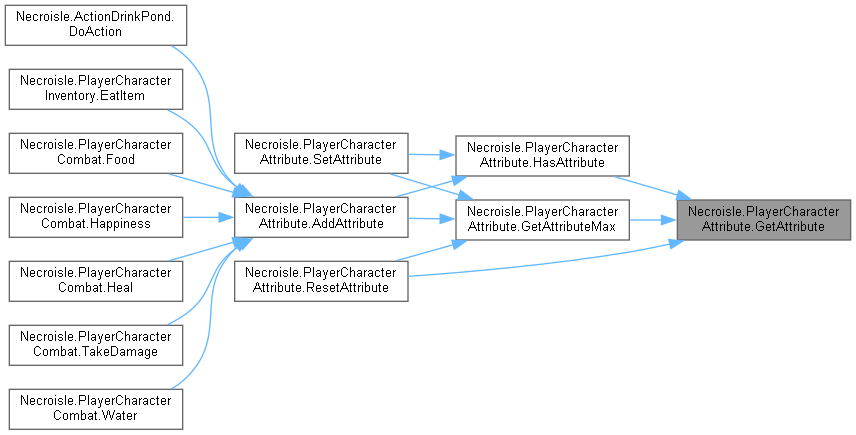 Necroisle.ActionDrinkPond.
DoAction
Necroisle.PlayerCharacter
Inventory.EatItem
Necroisle.PlayerCharacter
Combat.Food
Necroisle.PlayerCharacter
Combat.Happiness
Necroisle.PlayerCharacter
Combat.Heal
Necroisle.PlayerCharacter
Combat.TakeDamage
Necroisle.PlayerCharacter
Combat.Water
Necroisle.PlayerCharacter
Attribute.SetAttribute
Necroisle.PlayerCharacter
Attribute.AddAttribute
Necroisle.PlayerCharacter
Attribute.ResetAttribute
Necroisle.PlayerCharacter
Attribute.HasAttribute
Necroisle.PlayerCharacter
Attribute.GetAttributeMax
Necroisle.PlayerCharacter
Attribute.GetAttribute